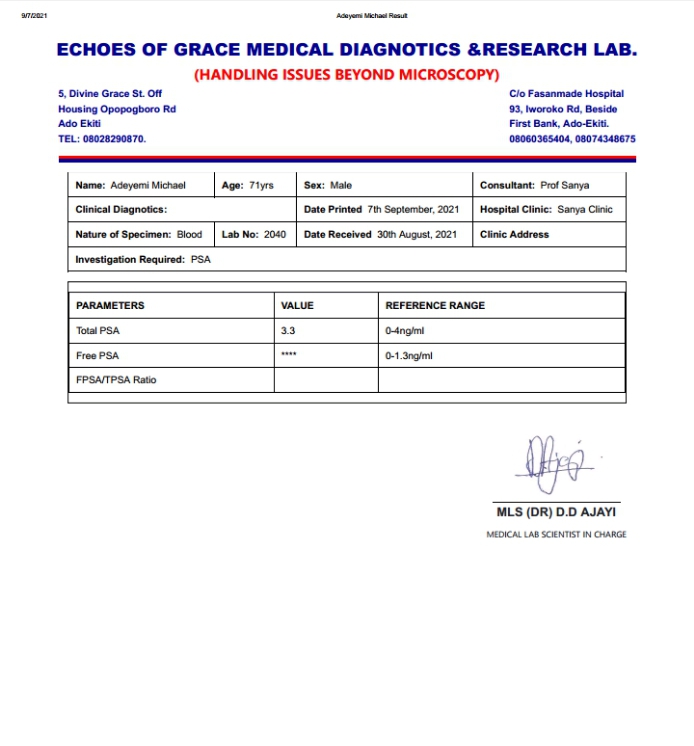 9/7/2021 Adeyemi Michael Result
ECHOES OF GRACE MEDICAL DIAGNOTICS &RESEARCH LAB.
(HANDLING ISSUES BEYOND MICROSCOPY)
5, Divine Grace St. Off
Housing Opopogboro Rd
Ado Ekiti
TEL: 08028290870.
C/o Fasanmade Hospital
93, Iworoko Rd, Beside
First Bank, Ado-Ekiti.
08060365404, 08074348675
Name: Adeyemi Michael Age: 71yrs Sex: Male Consultant: Prof Sanya
Clinical Diagnotics: Date Printed 7th September, 2021 Hospital Clinic: Sanya Clinic
Nature of Specimen: Blood Lab No: 2040 Date Received 30th August, 2021 Clinic Address
Investigation Required: PSA
PARAMETERS VALUE REFERENCE RANGE
Total PSA 3.3 0-4ng/ml
Free PSA **** 0-1.3ng/ml
FPSA/TPSA Ratio
MLS (DR) D.D AJAYI
MEDICAL LAB SCIENTIST IN CHARGE